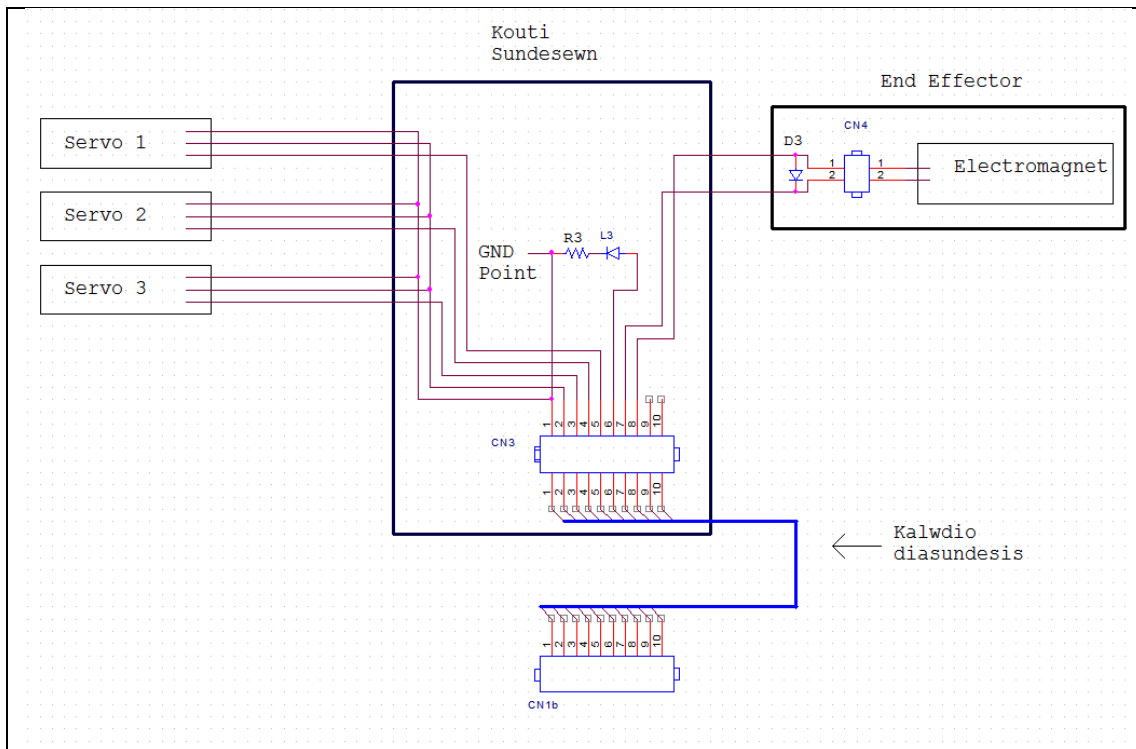 Kouti
Sundesewn
End Effector
Servo 1
Servo 2
Servo 3
CN4
D3
1
2
1
2
Electromagnet
GND
Point
R3
L3
1 2 3 4 5 6 7 8 9 10
CN3
1 2 3 4 5 6 7 8 9 10
Kalwdio
diasundesis
1 2 3 4 5 6 7 8 9 10
CN1b